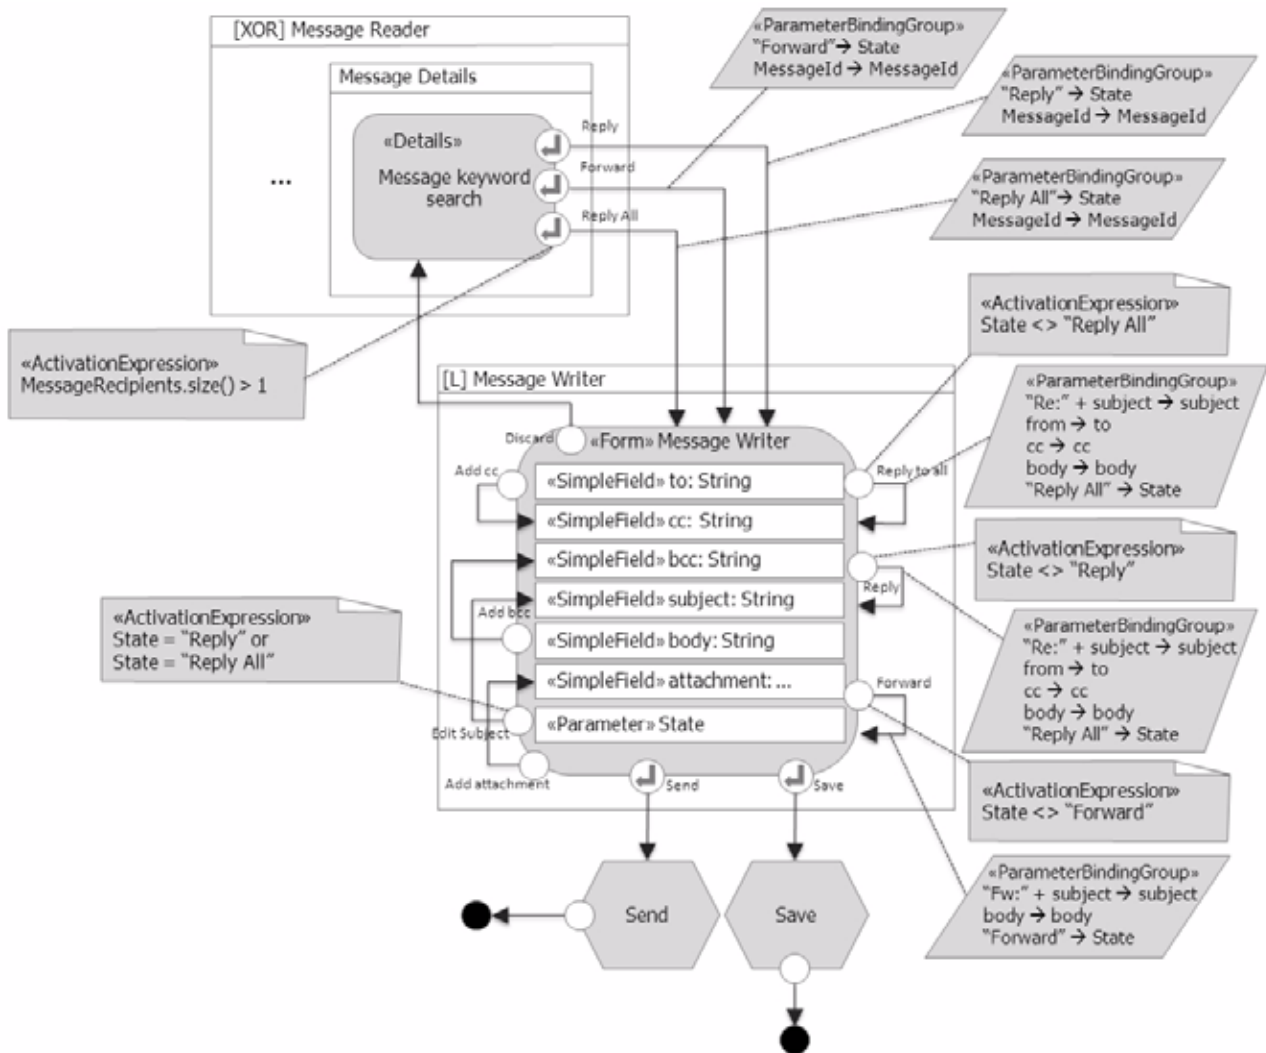 [XOR] Message Reader
Message Details
«Details»
Message keyword
search
...
Reply
Forward
Reply All
«ParameterBindingGroup»
“Forward”→ State
MessageId → MessageId
«ParameterBindingGroup»
“Reply” → State
MessageId → MessageId
«ParameterBindingGroup»
“Reply All”→ State
MessageId → MessageId
«ActivationExpression»
MessageRecipients.size() > 1
«ActivationExpression»
State <> “Reply All”
[L] Message Writer
Discard
«Form» Message Writer
Add cc
«SimpleField» to: String
Reply to all
«SimpleField» cc: String
«SimpleField» bcc: String
Reply
«SimpleField» subject: String
Add bcc
«SimpleField» body: String
«SimpleField» attachment: ...
Forward
Edit Subject
«Parameter» State
Add attachment
Send
Save
«ParameterBindingGroup»
“Re:” + subject → subject
from → to
cc → cc
body → body
“Reply All” → State
«ActivationExpression»
State <> “Reply”
«ActivationExpression»
State = “Reply” or
State = “Reply All”
«ParameterBindingGroup»
“Re:” + subject → subject
from → to
cc → cc
body → body
“Reply All” → State
«ActivationExpression»
State <> “Forward”
«ParameterBindingGroup»
“Fw:” + subject → subject
body → body
“Forward” → State
Send
Save